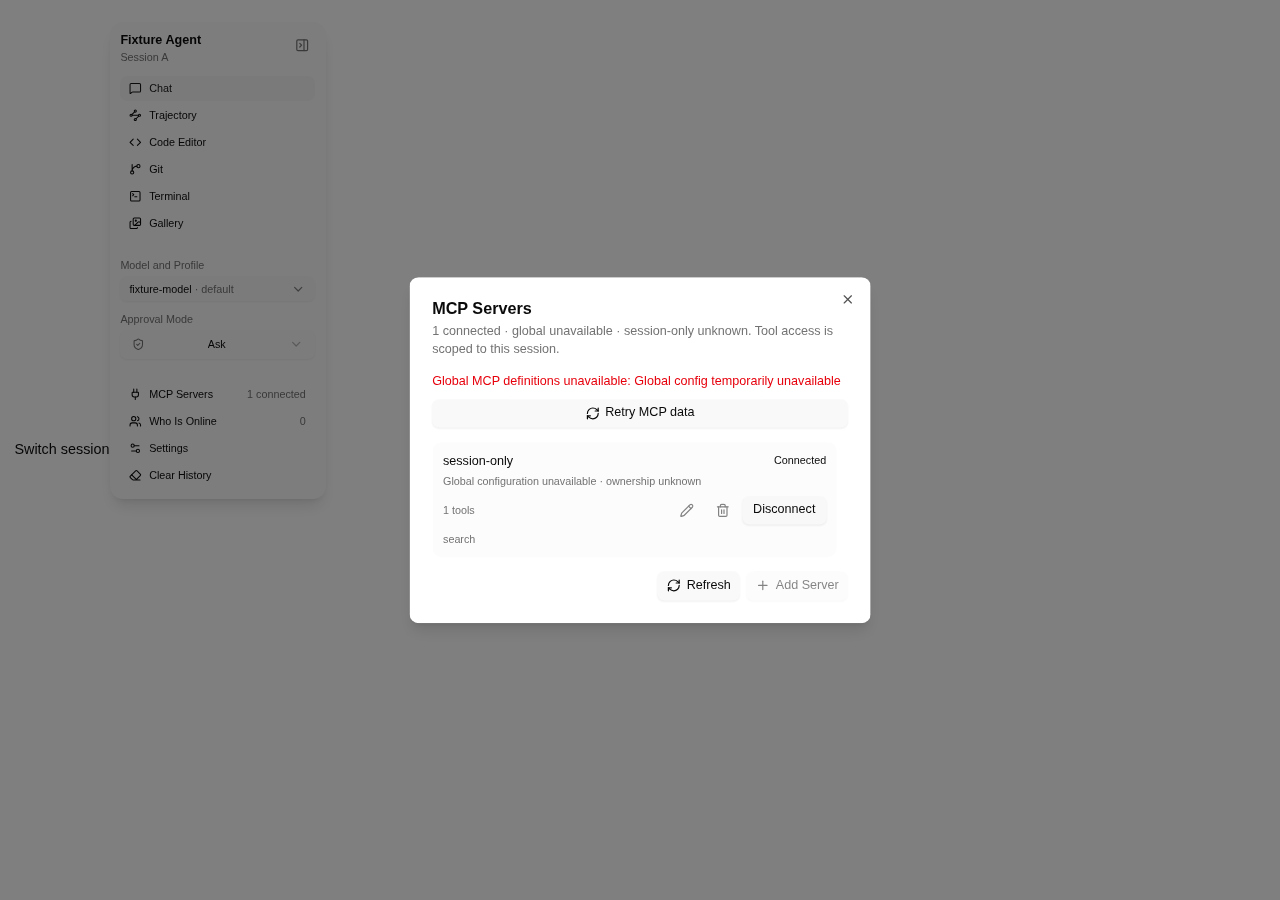 Fixture Agent
Session A
Chat
Trajectory
Code Editor
Git
Terminal
Gallery
Model and Profile
fixture-model · default
Approval Mode
Ask
MCP Servers 1 connected
Who Is Online 0
Switch session
Settings
Clear History
MCP Servers
1 connected · global unavailable · session-only unknown. Tool access is
scoped to this session.
Global MCP definitions unavailable: Global config temporarily unavailable
Retry MCP data
session-only Connected
Global configuration unavailable · ownership unknown
1 tools Disconnect
search
Refresh Add Server